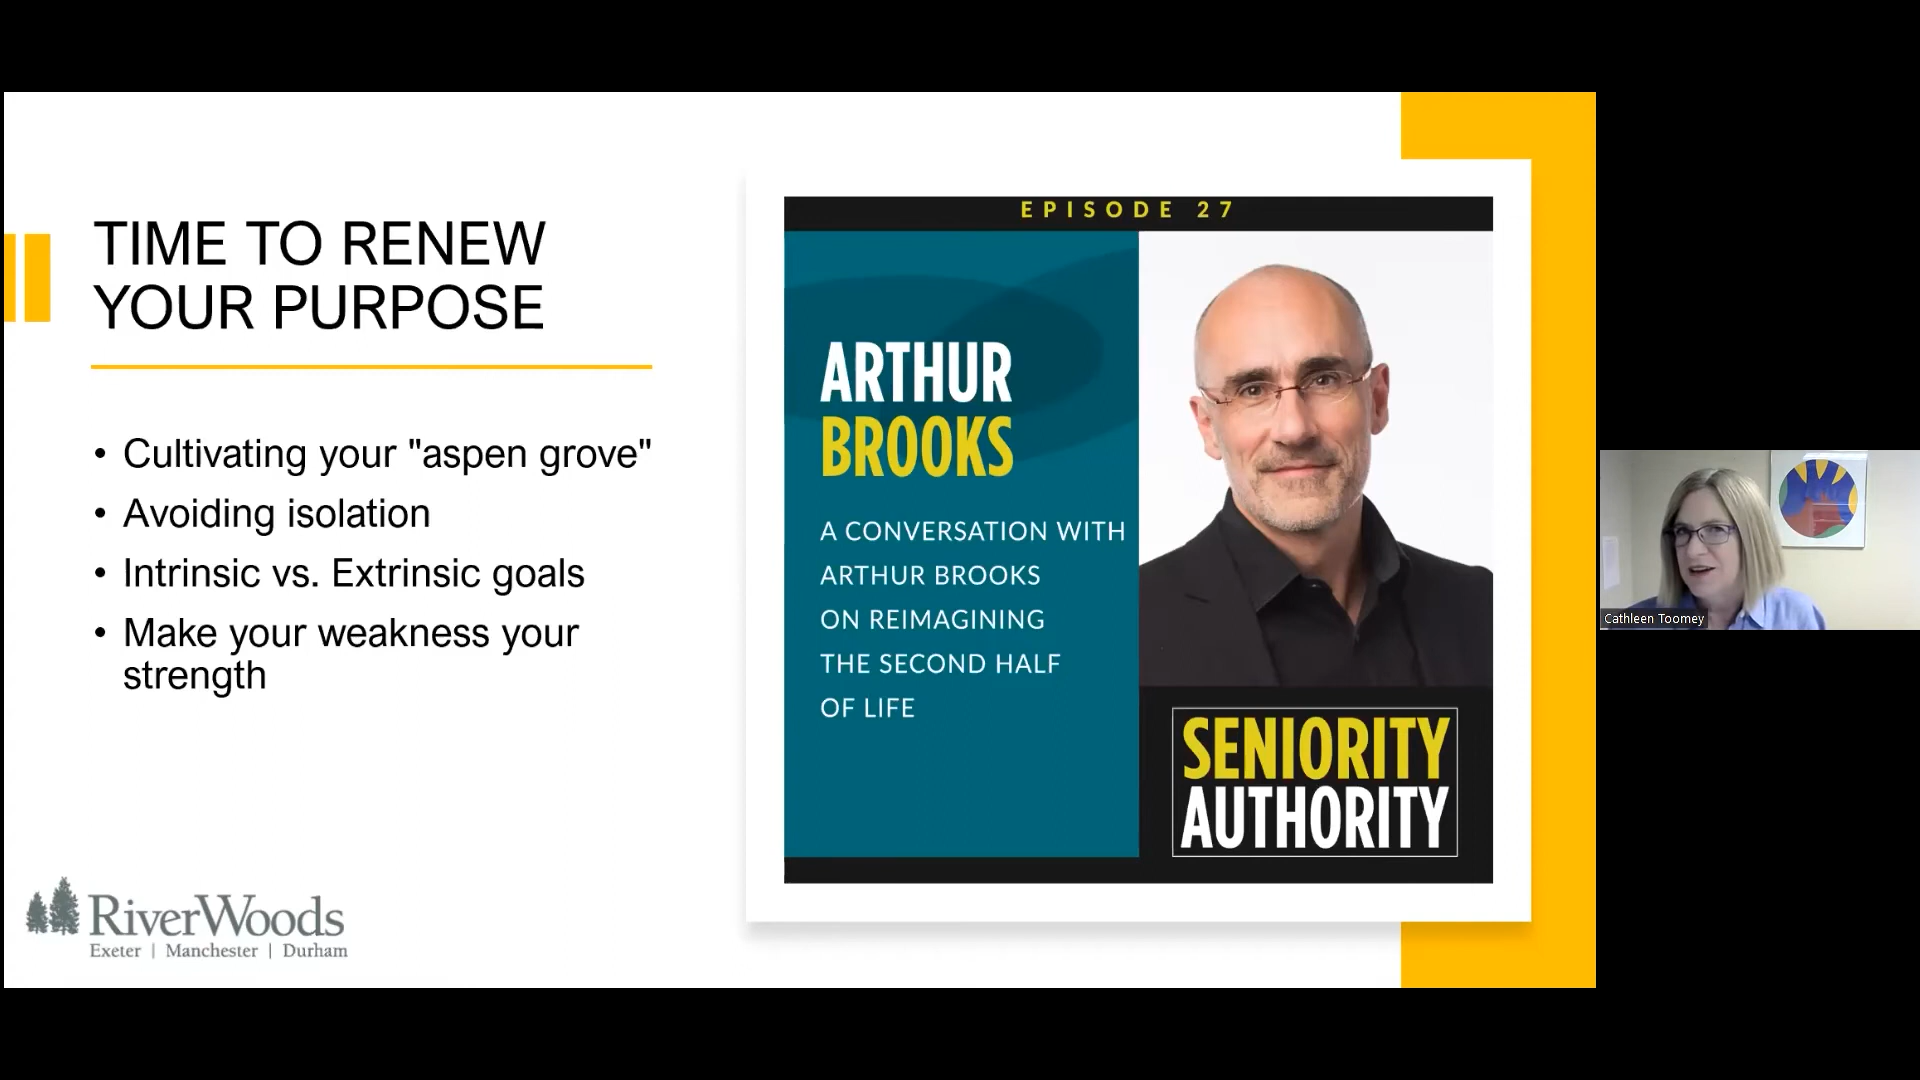 TIME TO RENEW
YOUR PURPOSE
• Cultivating your "aspen grove"
• Avoiding isolation
• Intrinsic vs. Extrinsic goals
• Make your weakness your
strength
RiverWoods
Exeter | Manchester | Durham
EPISODE 27
ARTHUR
BROOKS
A CONVERSATION WITH
ARTHUR BROOKS
ON REIMAGINING
THE SECOND HALF
OF LIFE
SENIORITY
AUTHORITY
Cathleen Toomey